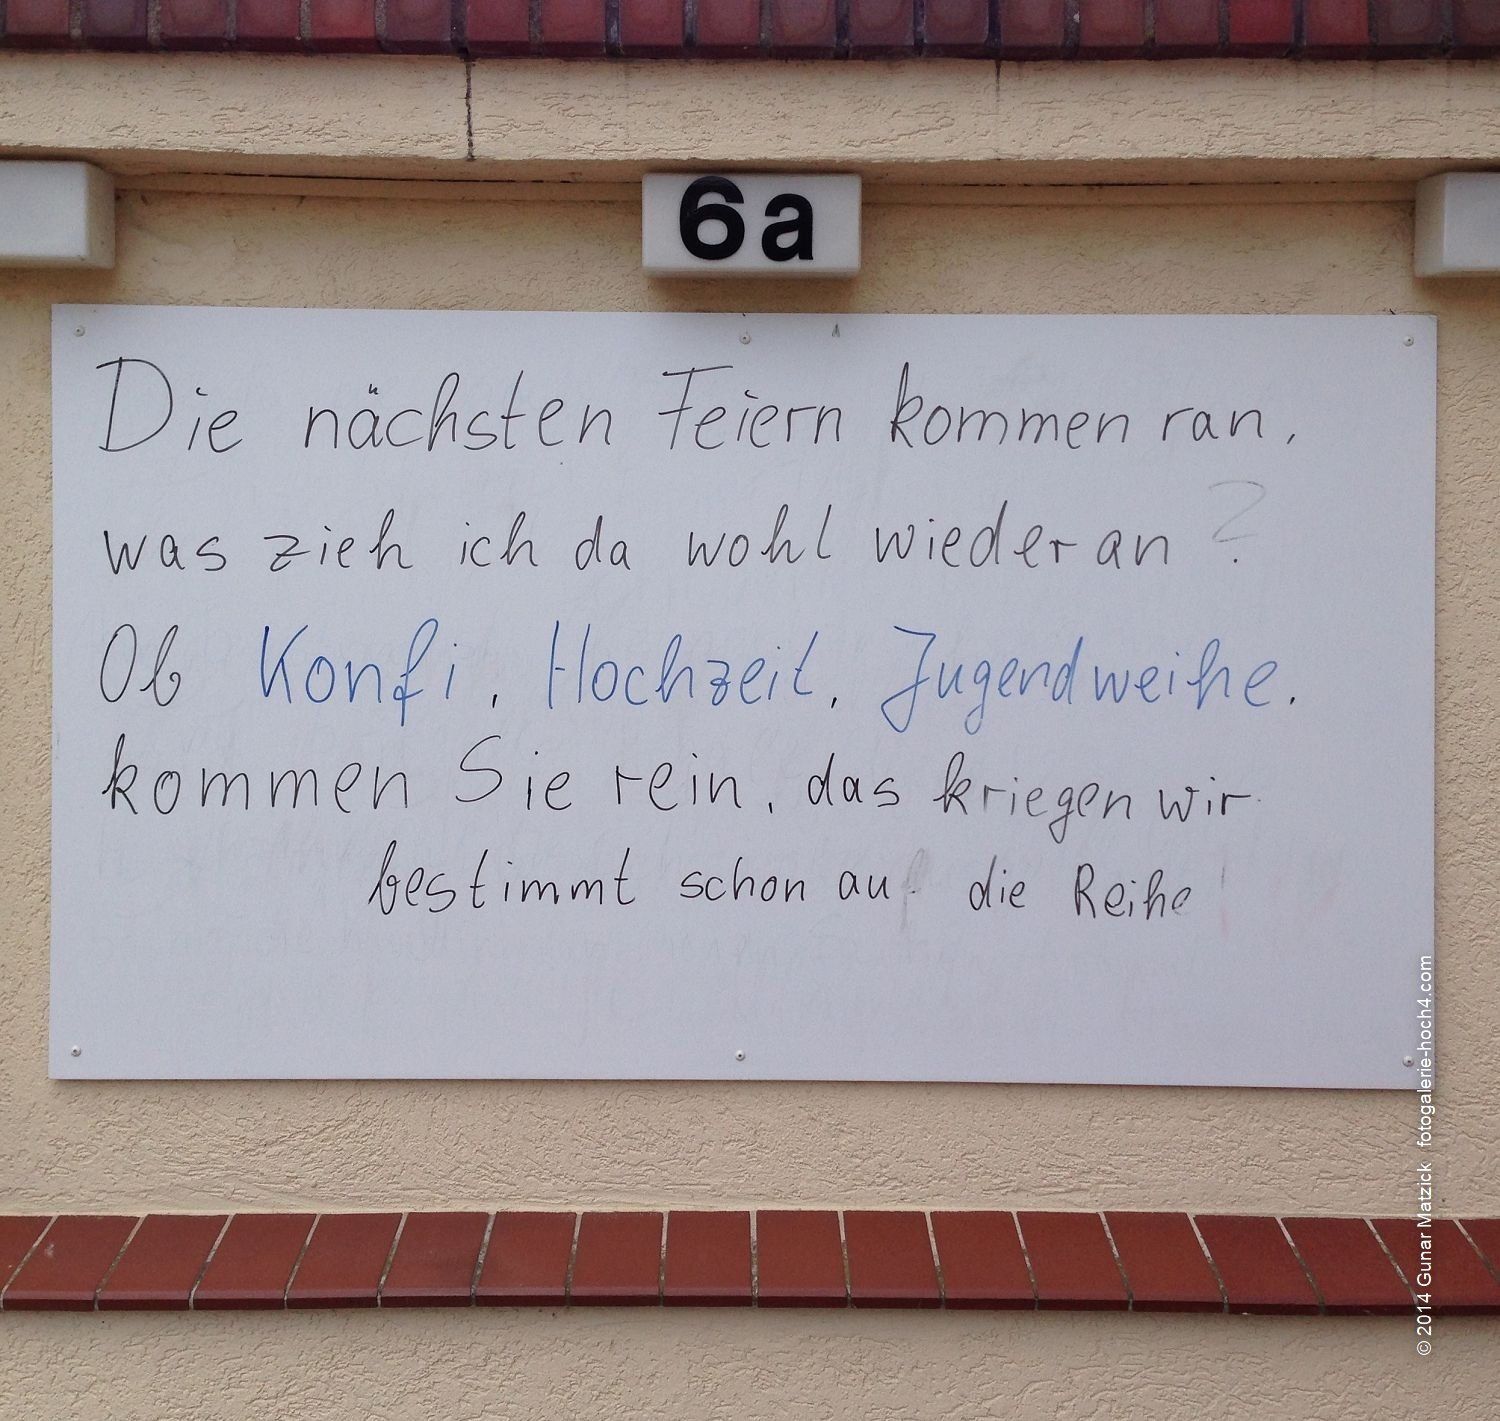 6a
Die nächsten Feiern kommen ran,
was zieh ich da wohl wieder an?
Ob Konfi, Hochzeit, Jugendweihe,
kommen Sie rein, das kriegen wir
bestimmt schon auf die Reihe!
© 2014 Gunar Matzick fotogalerie-hoch4.com